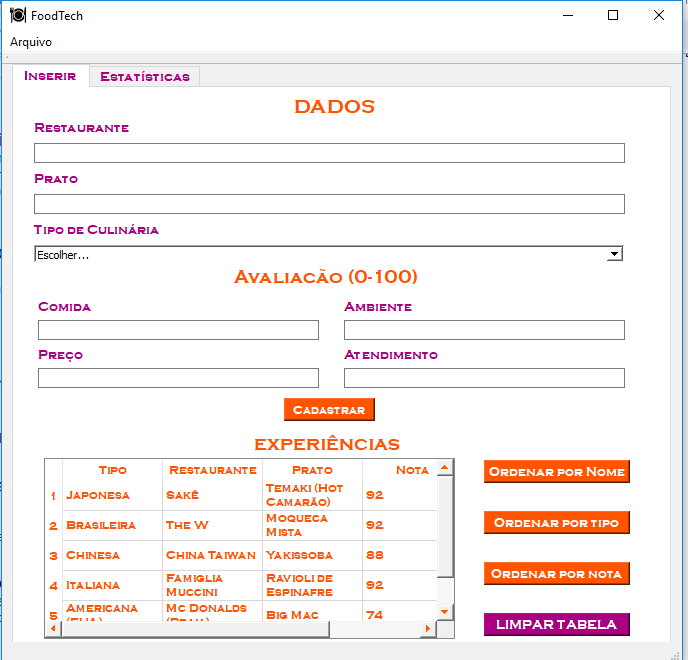 FoodTech
Arquivo
Inserir Estatísticas
DADOS
Restaurante
Prato
Tipo de Culinária
Escolher...
Avaliação (0-100)
Comida Ambiente
Preço Atendimento
Cadastrar
EXPERIÊNCIAS
Tipo Restaurante Prato Nota
1 Japonesa Sakê Temaki (Hot Camarão) 92
2 Brasileira The W Moqueca Mista 92
3 Chinesa China Taiwan Yakissoba 88
4 Italiana Famiglia Muccini Ravioli de Espinafre 92
5 Americana (EUA) Mc Donalds Big Mac 74
Ordenar por Nome
Ordenar por tipo
Ordenar por nota
LIMPAR TABELA